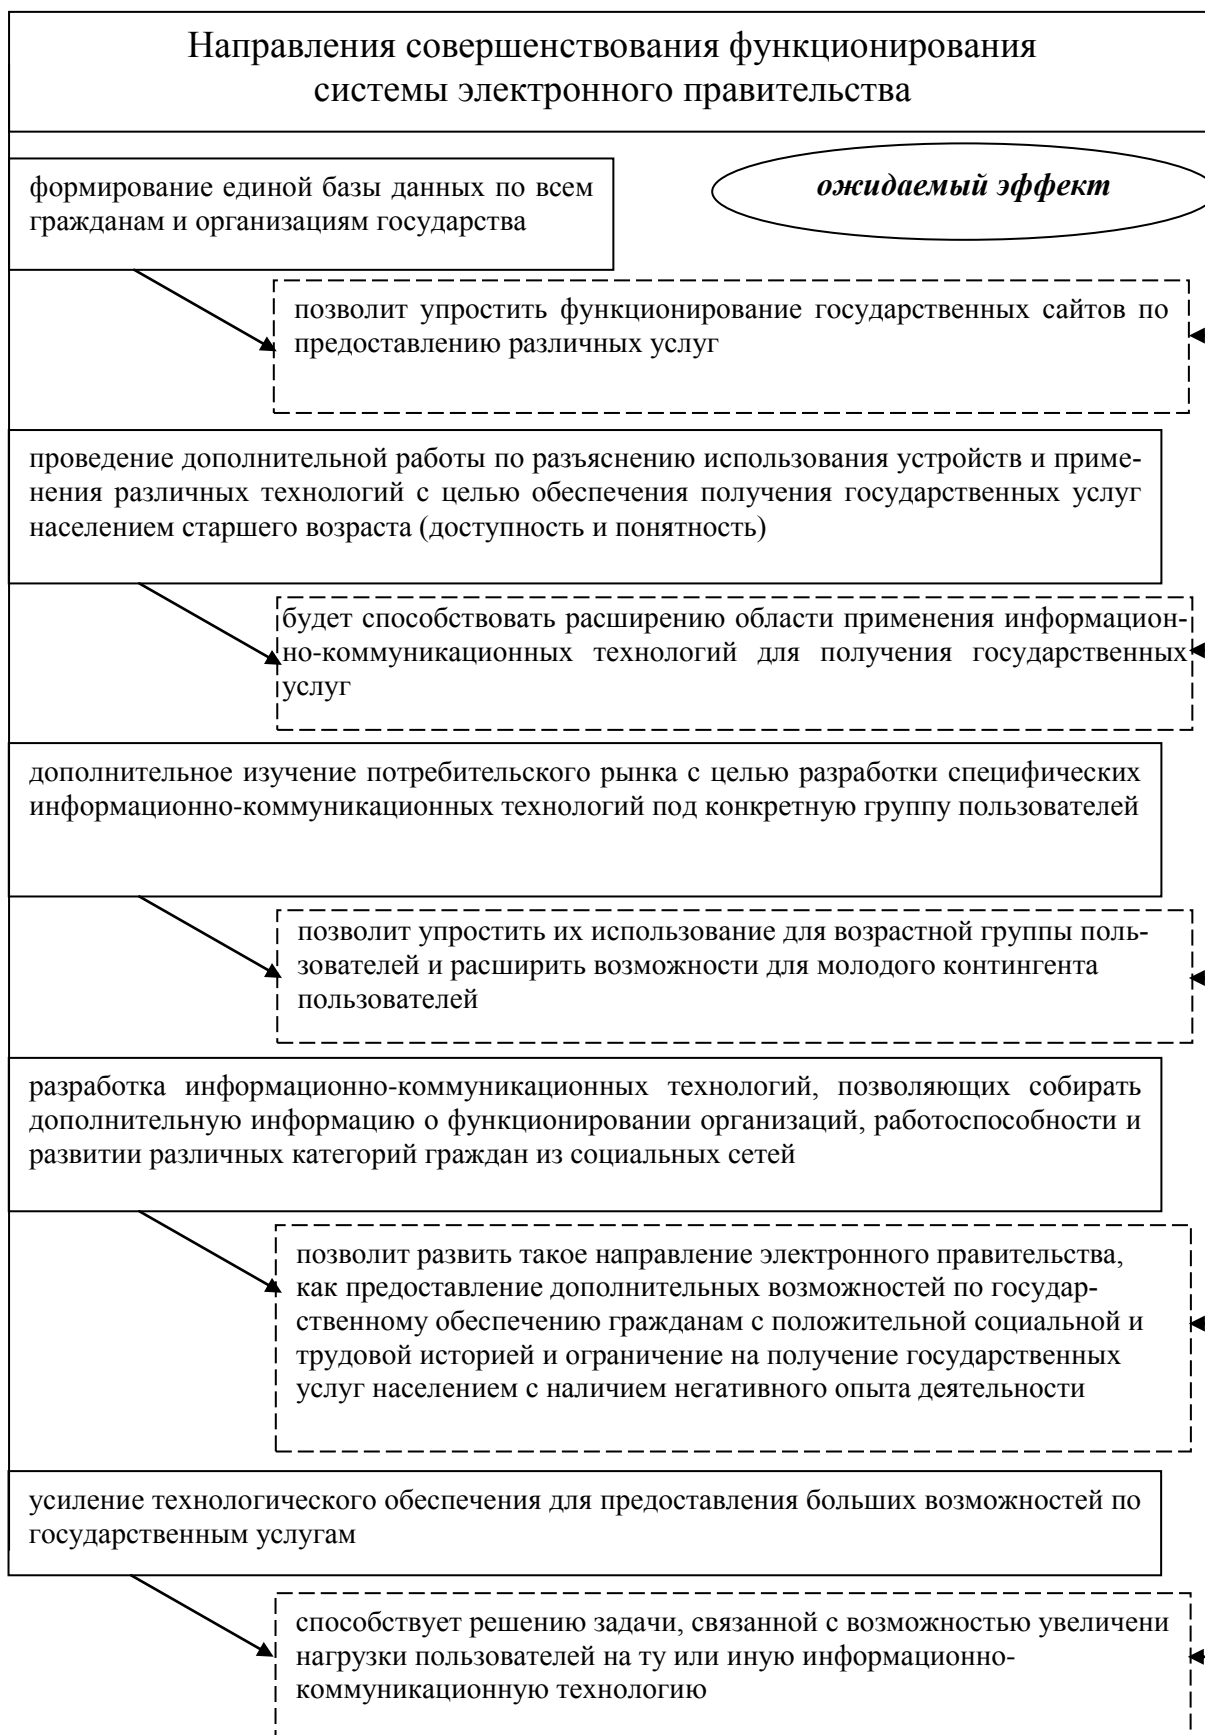 Направления совершенствования функционирования
системы электронного правительства
формирование единой базы данных по всем
гражданам и организациям государства
ожидаемый эффект
позволит упростить функционирование государственных сайтов по
предоставлению различных услуг
проведение дополнительной работы по разъяснению использования устройств и приме-
нения различных технологий с целью обеспечения получения государственных услуг
населением старшего возраста (доступность и понятность)
будет способствовать расширению области применения информацион-
но-коммуникационных технологий для получения государственных
услуг
дополнительное изучение потребительского рынка с целью разработки специфических
информационно-коммуникационных технологий под конкретную группу пользователей
позволит упростить их использование для возрастной группы поль-
зователей и расширить возможности для молодого контингента
пользователей
разработка информационно-коммуникационных технологий, позволяющих собирать
дополнительную информацию о функционировании организаций, работоспособности и
развитии различных категорий граждан из социальных сетей
позволит развить такое направление электронного правительства,
как предоставление дополнительных возможностей по государ-
ственному обеспечению гражданам с положительной социальной и
трудовой историей и ограничение на получение государственных
услуг населением с наличием негативного опыта деятельности
усиление технологического обеспечения для предоставления больших возможностей по
государственным услугам
способствует решению задачи, связанной с возможностью увеличени
нагрузки пользователей на ту или иную информационно-
коммуникационную технологию